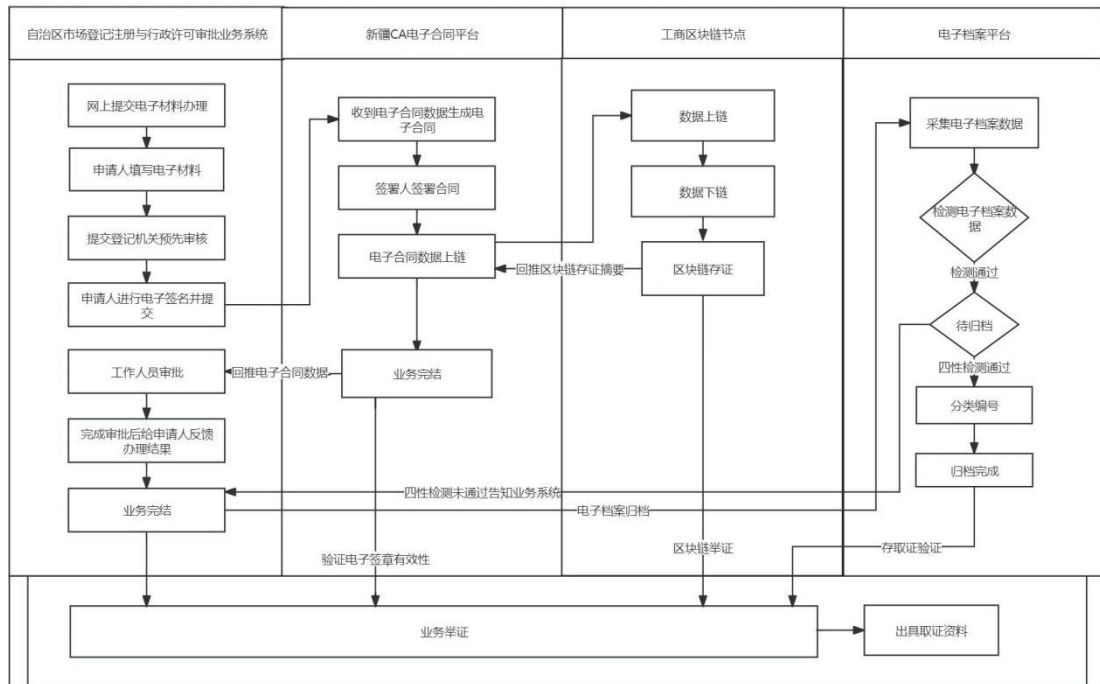 自治区市场登记注册与行政许可审批业务系统
新疆CA电子合同平台
工商区块链节点
电子档案平台
网上提交电子材料办理
申请人填写电子材料
提交登记机关预先审核
申请人进行电子签名并提
交
工作人员审批
完成审批后给申请人反馈
办理结果
业务完结
收到电子合同数据生成电
子合同
签署人签署合同
电子合同数据上链
回推区块链存证摘要
业务完结
回推电子合同数据
数据上链
数据下链
区块链存证
采集电子档案数据
检测电子档案数
据
检测通过
待归档
四性检测通过
分类编号
归档完成
四性检测未通过告知业务系统
电子档案归档
验证电子签章有效性
区块链举证
存取证验证
业务举证
出具取证资料